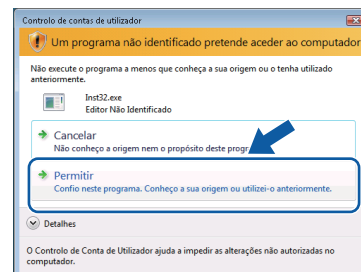 Controlo de contas de utilizador
Um programa não identificado pretende aceder ao computador
Não execute o programa a menos que conheça a sua origem ou o tenha utilizado
anteriormente.
Inst32.exe
Editor Não Identificado
Cancelar
Não conheço a origem nem o propósito deste
Permitir
Confio neste programa. Conheço a sua origem ou utilizei-o anteriormente.
Detalhes
O Controlo de Conta de Utilizador ajuda a impedir as alterações não autorizadas no
computador.